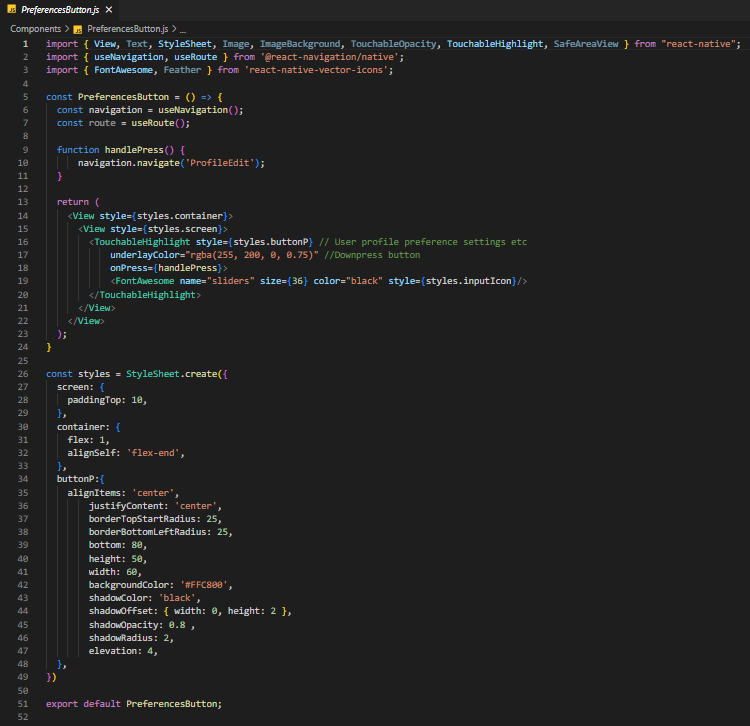 PreferencesButton.js ×
Components > PreferencesButton.js > ...
1 import { View, Text, StyleSheet, Image, ImageBackground, TouchableOpacity, TouchableHighlight, SafeAreaView } from "react-native";
2 import { useNavigation, useRoute } from '@react-navigation/native';
3 import { FontAwesome, Feather } from 'react-native-vector-icons';
4
5 const PreferencesButton = () => {
6 const navigation = useNavigation();
7 const route = useRoute();
8
9 function handlePress() {
10 navigation.navigate('ProfileEdit');
11 }
12
13 return (
14 <View style={styles.container}>
15 <View style={styles.screen}>
16 <TouchableHighlight style={styles.buttonP} // User profile preference settings etc
17 underlayColor="rgba(255, 200, 0, 0.75)" //Downpress button
18 onPress={handlePress}>
19 <FontAwesome name="sliders" size={36} color="black" style={styles.inputIcon}/>
20 </TouchableHighlight>
21 </View>
22 </View>
23 );
24 }
25
26 const styles = StyleSheet.create({
27 screen: {
28 paddingTop: 10,
29 },
30 container: {
31 flex: 1,
32 alignSelf: 'flex-end',
33 },
34 buttonP:{
35 alignItems: 'center',
36 justifyContent: 'center',
37 borderTopStartRadius: 25,
38 borderBottomLeftRadius: 25,
39 bottom: 80,
40 height: 50,
41 width: 60,
42 backgroundColor: '#FFC800',
43 shadowColor: 'black',
44 shadowOffset: { width: 0, height: 2 },
45 shadowOpacity: 0.8 ,
46 shadowRadius: 2,
47 elevation: 4,
48 },
49 })
50
51 export default PreferencesButton;
52